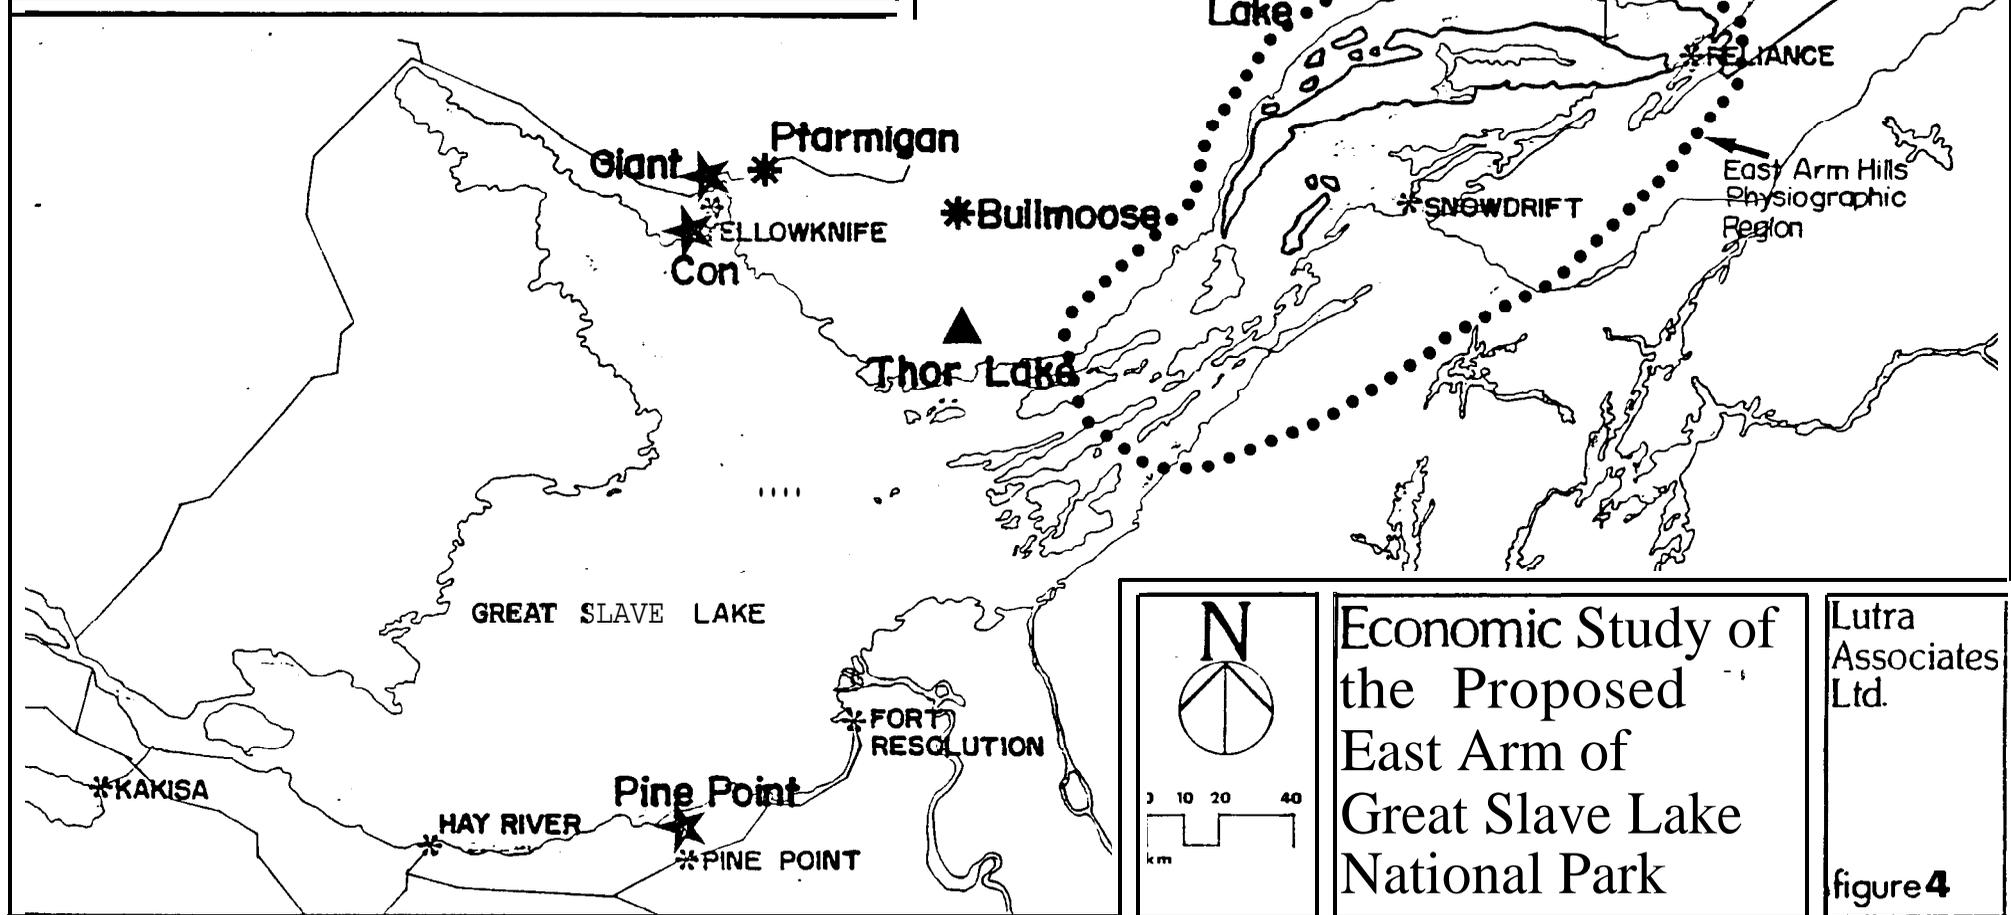 Lake
RELIANCE
Ptarmigan
Giant
East Arm Hills
Physiographic
Region
SNOWDRIFT
Bullmoose
ELLOWKNIFE
Con
Thor Lake
GREAT SLAVE LAKE
FORT
RESOLUTION
KAKISA
Pine Point
HAY RIVER
PINE POINT
N
0 10 20 40
km
Economic Study of
the Proposed
East Arm of
Great Slave Lake
National Park
Lutra
Associates
Ltd.
figure 4